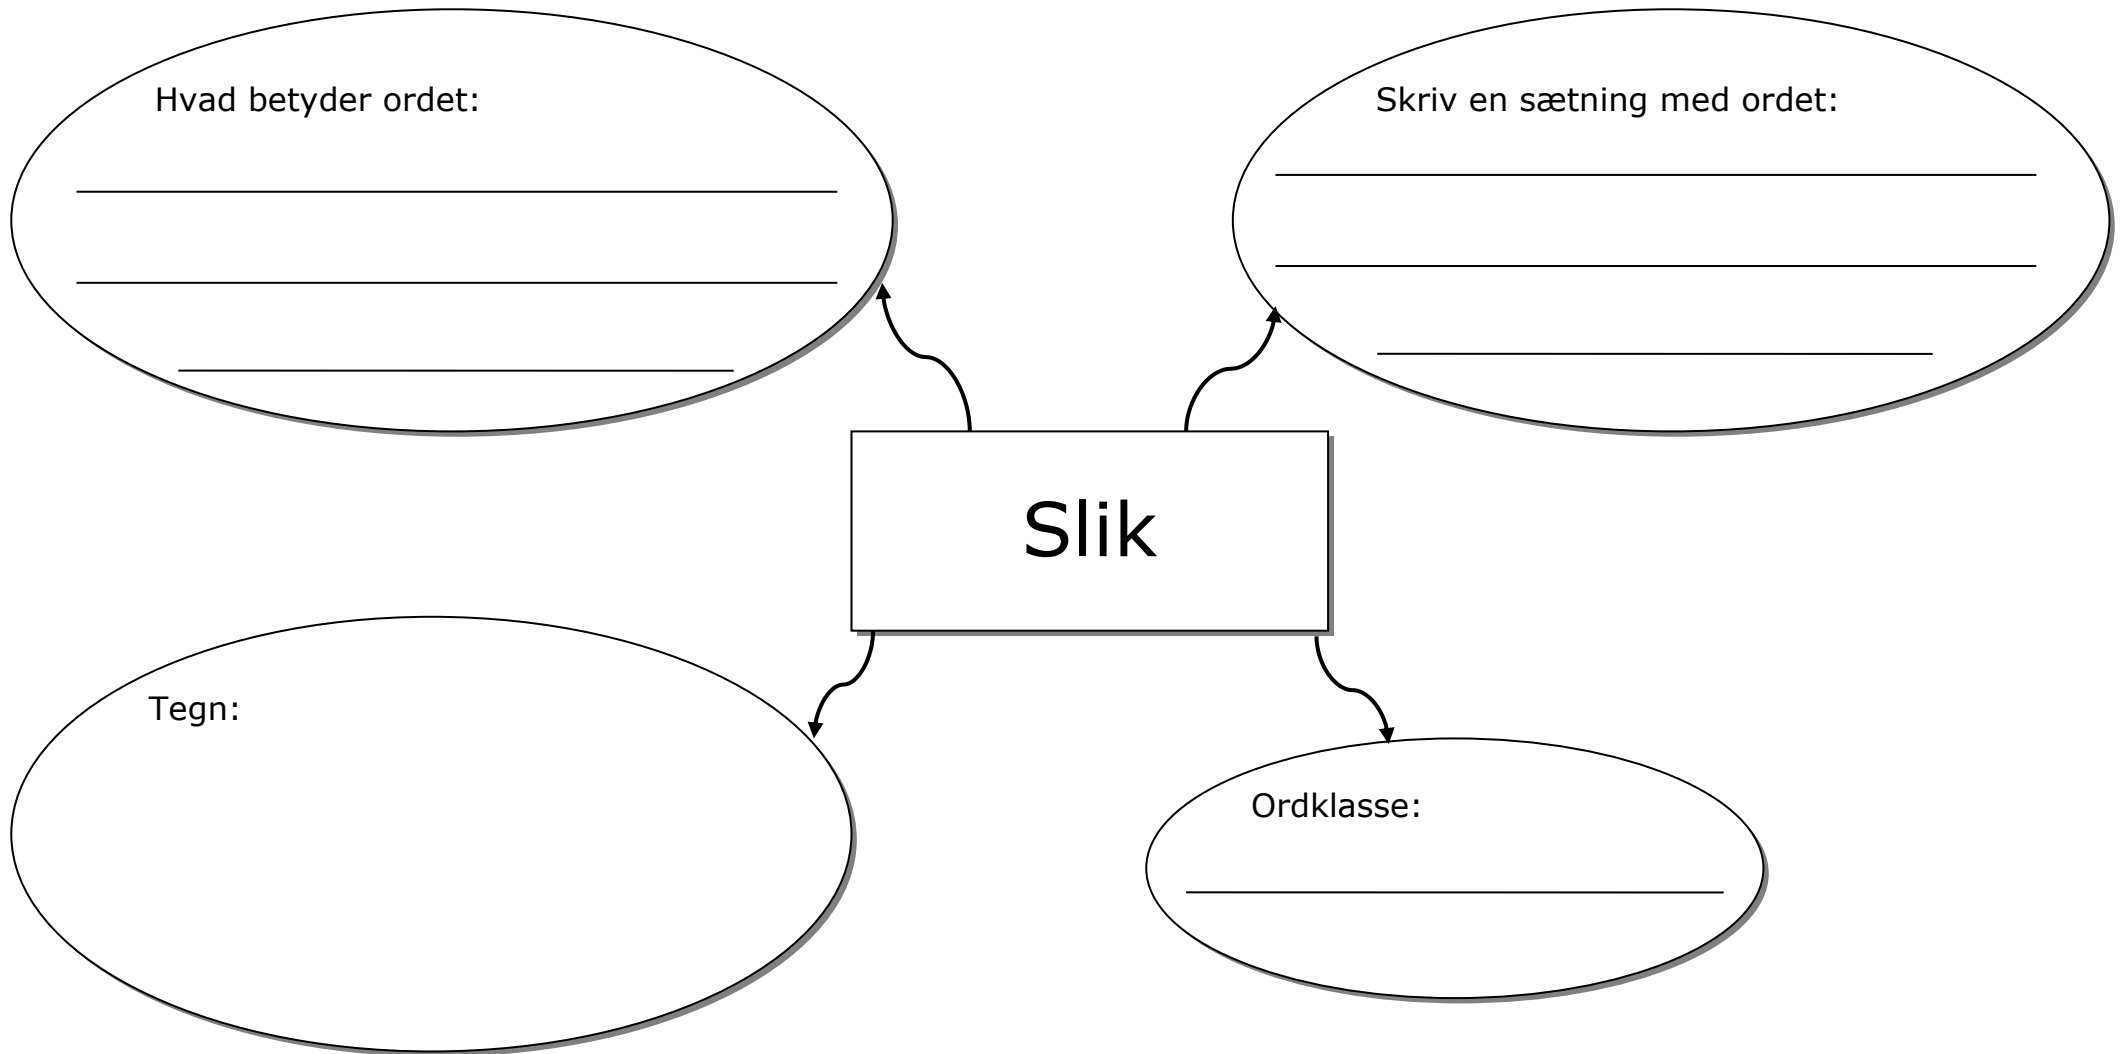 Hvad betyder ordet:
Skriv en sætning med ordet:
Slik
Tegn:
Ordklasse: